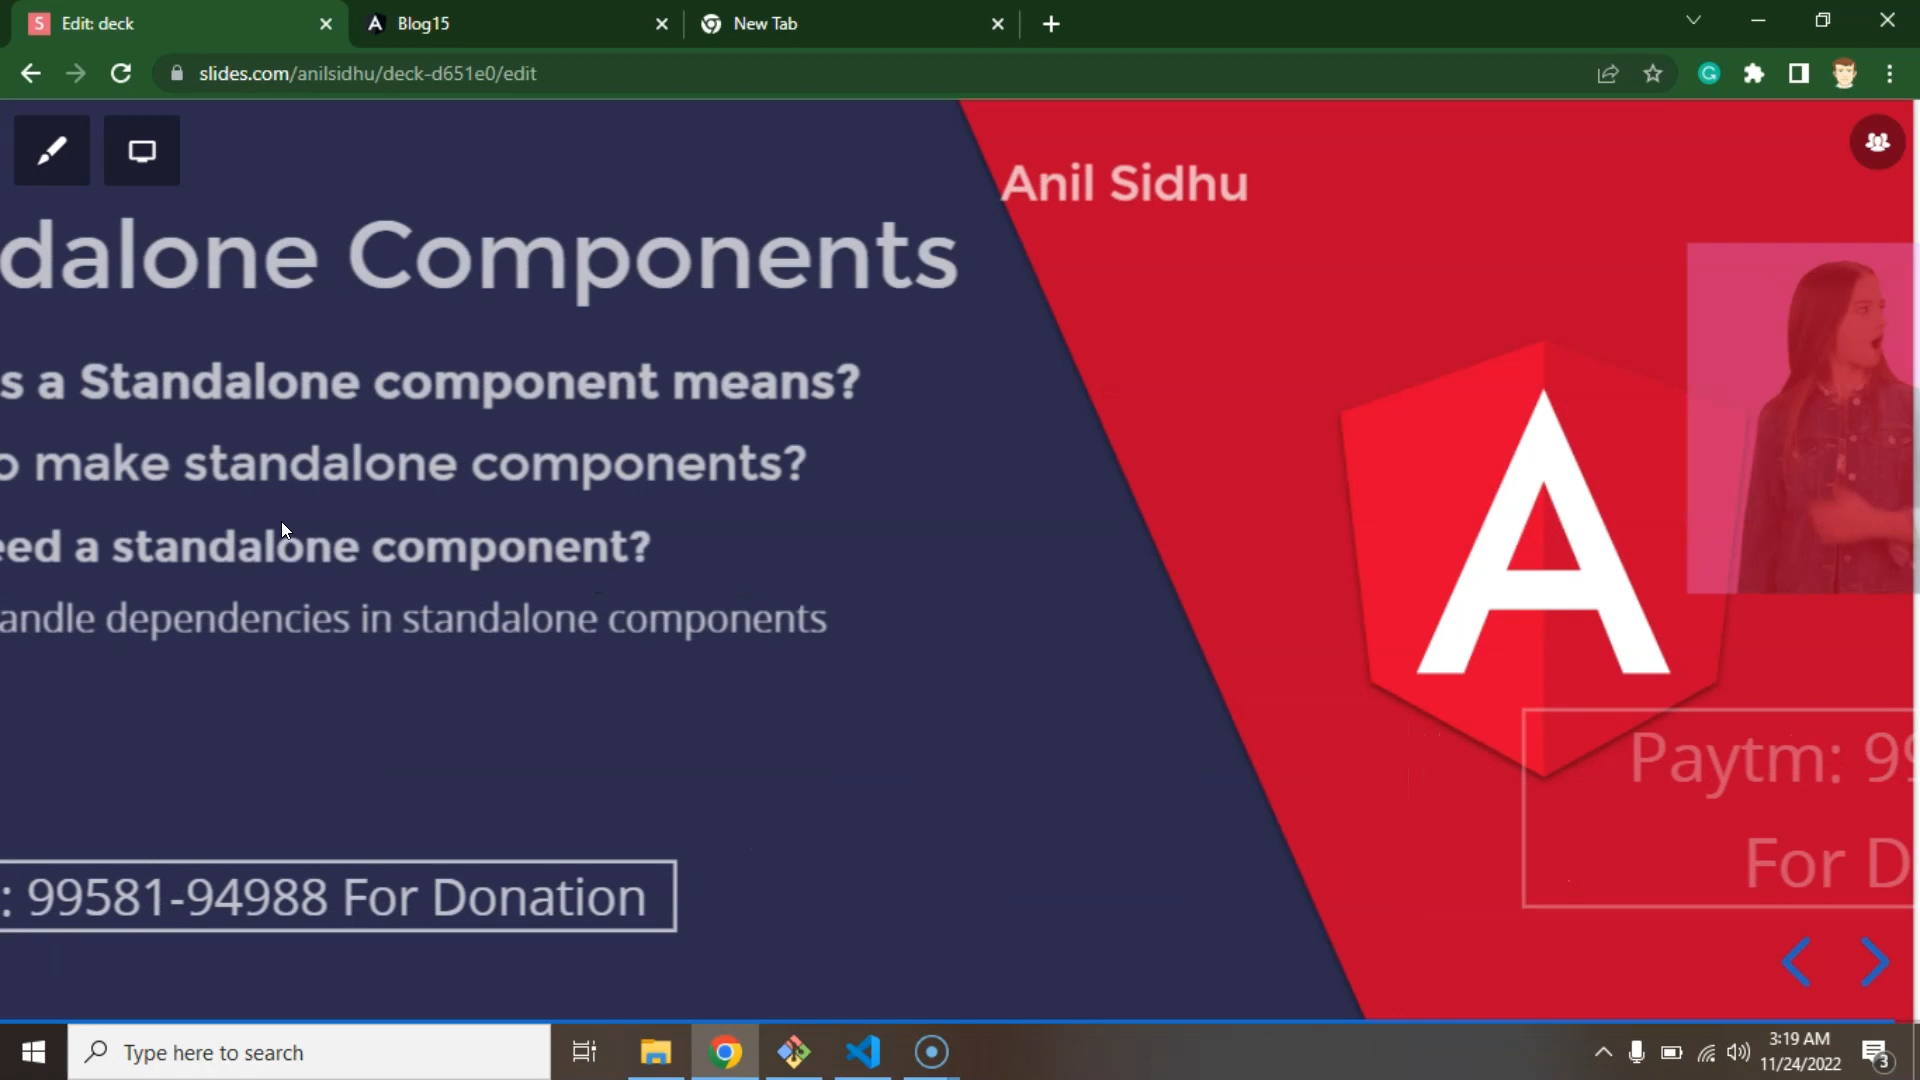 Edit: deck
Blog15
New Tab
slides.com/anilsidhu/deck-d651e0/edit
Anil Sidhu
dalone Components
s a Standalone component means?
o make standalone components?
eed a standalone component?
andle dependencies in standalone components
: 99581-94988 For Donation
Paytm: 99
For D
Type here to search
3:19 AM
11/24/2022
3